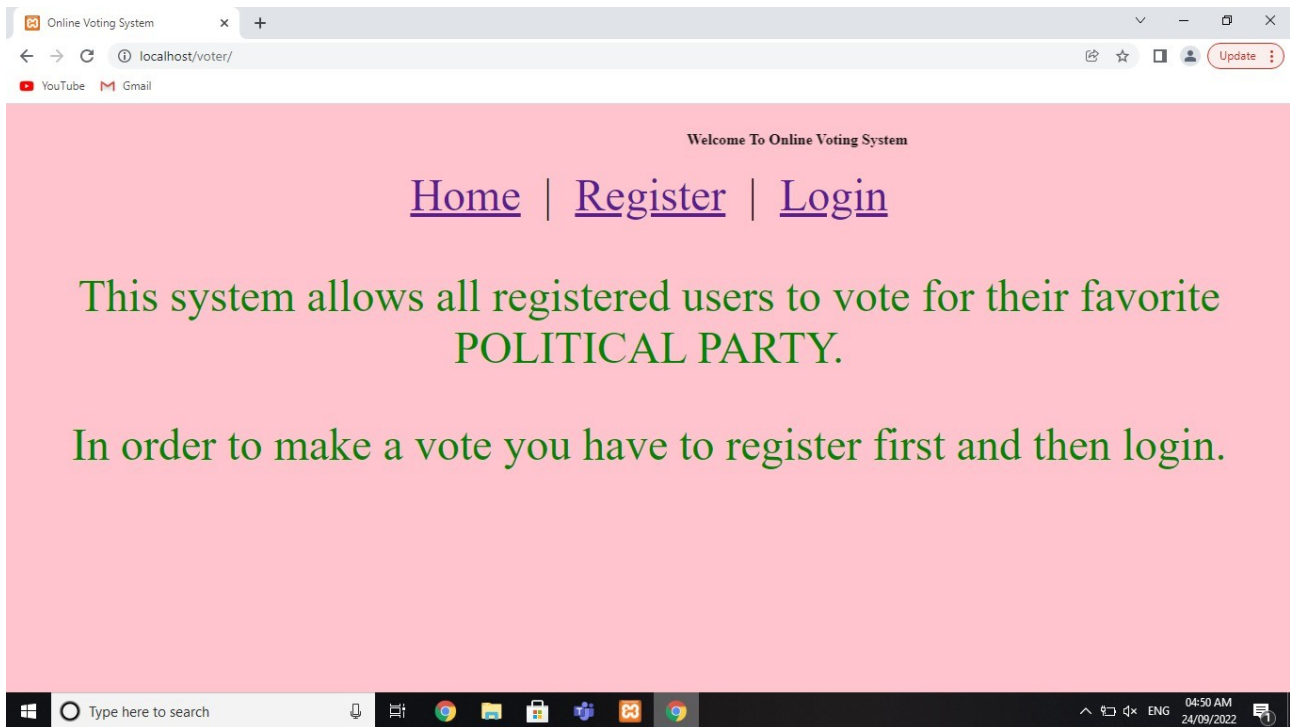 Online Voting System
localhost/voter/
Update
YouTube Gmail
Welcome To Online Voting System
Home | Register | Login
This system allows all registered users to vote for their favorite
POLITICAL PARTY.
In order to make a vote you have to register first and then login.
Type here to search
ENG
04:50 AM
24/09/2022
1